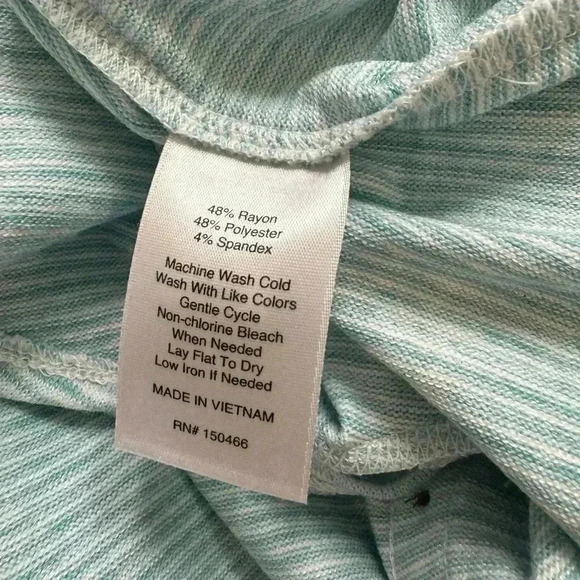 48% Rayon
48% Polyester
4% Spandex
Machine Wash Cold
Wash With Like Colors
Gentle Cycle
Non-chlorine Bleach
When Needed
Lay Flat To Dry
Low Iron If Needed
MADE IN VIETNAM
RN# 150466